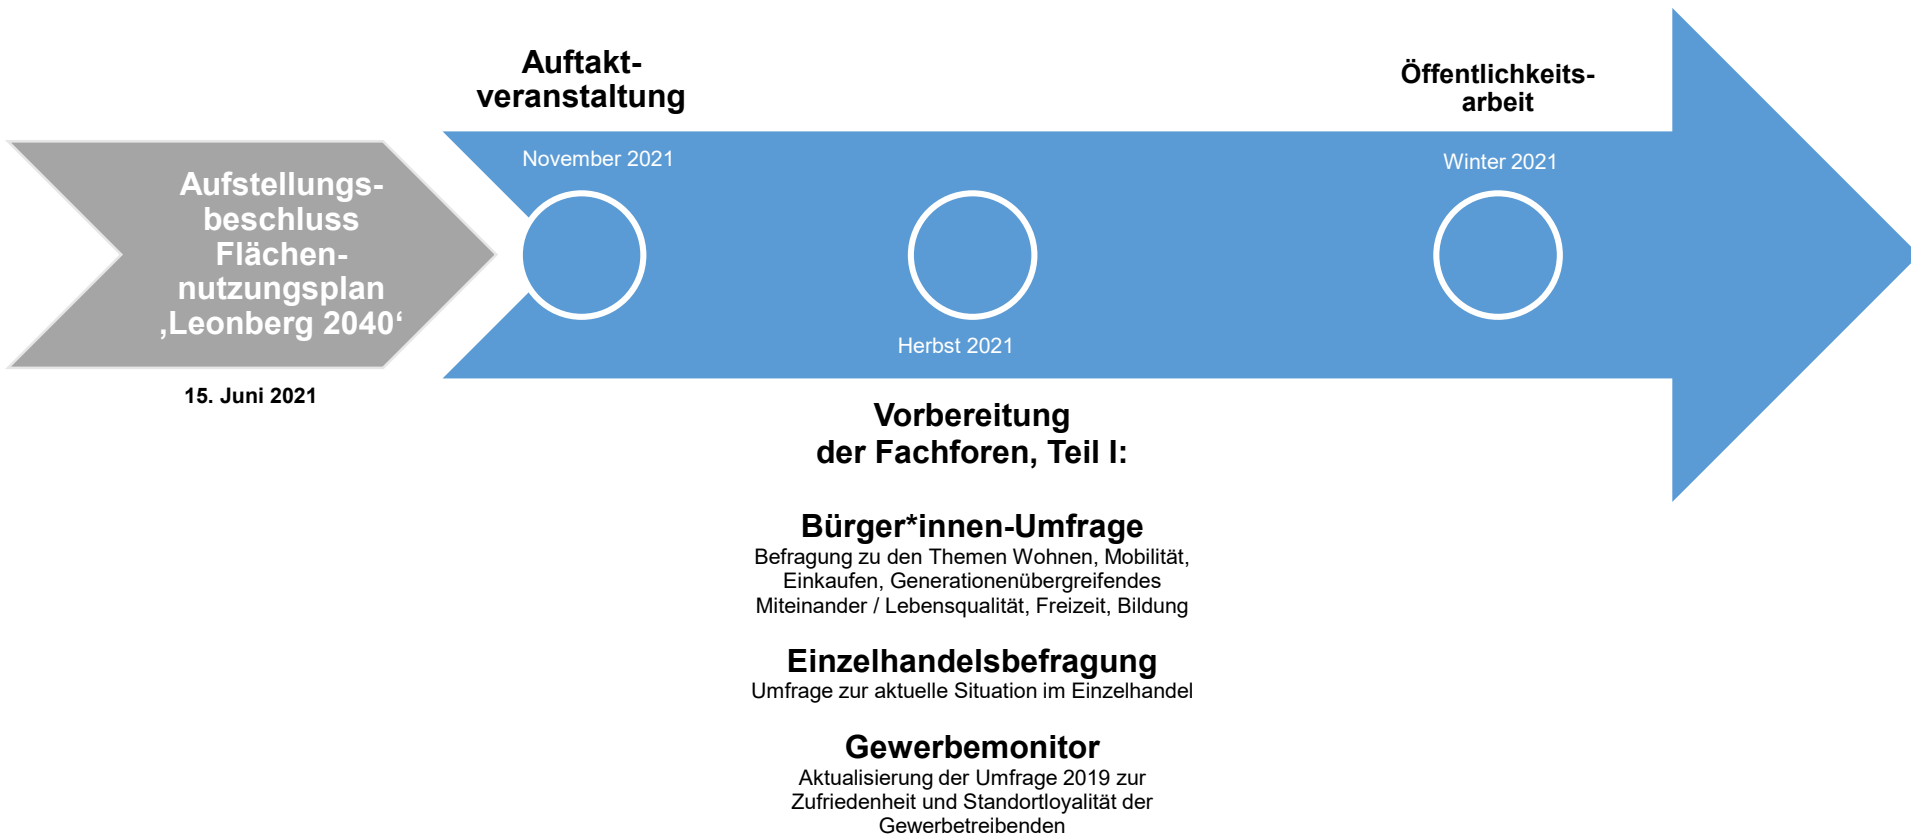 Aufstellungs-
beschluss
Flächen-
nutzungsplan
‚Leonberg 2040‘
15. Juni 2021
Auftakt-
veranstaltung
November 2021
Herbst 2021
Vorbereitung
der Fachforen, Teil I:
Bürger*innen-Umfrage
Befragung zu den Themen Wohnen, Mobilität,
Einkaufen, Generationenübergreifendes
Miteinander / Lebensqualität, Freizeit, Bildung
Einzelhandelsbefragung
Umfrage zur aktuelle Situation im Einzelhandel
Gewerbemonitor
Aktualisierung der Umfrage 2019 zur
Zufriedenheit und Standortloyalität der
Gewerbetreibenden
Öffentlichkeits-
arbeit
Winter 2021